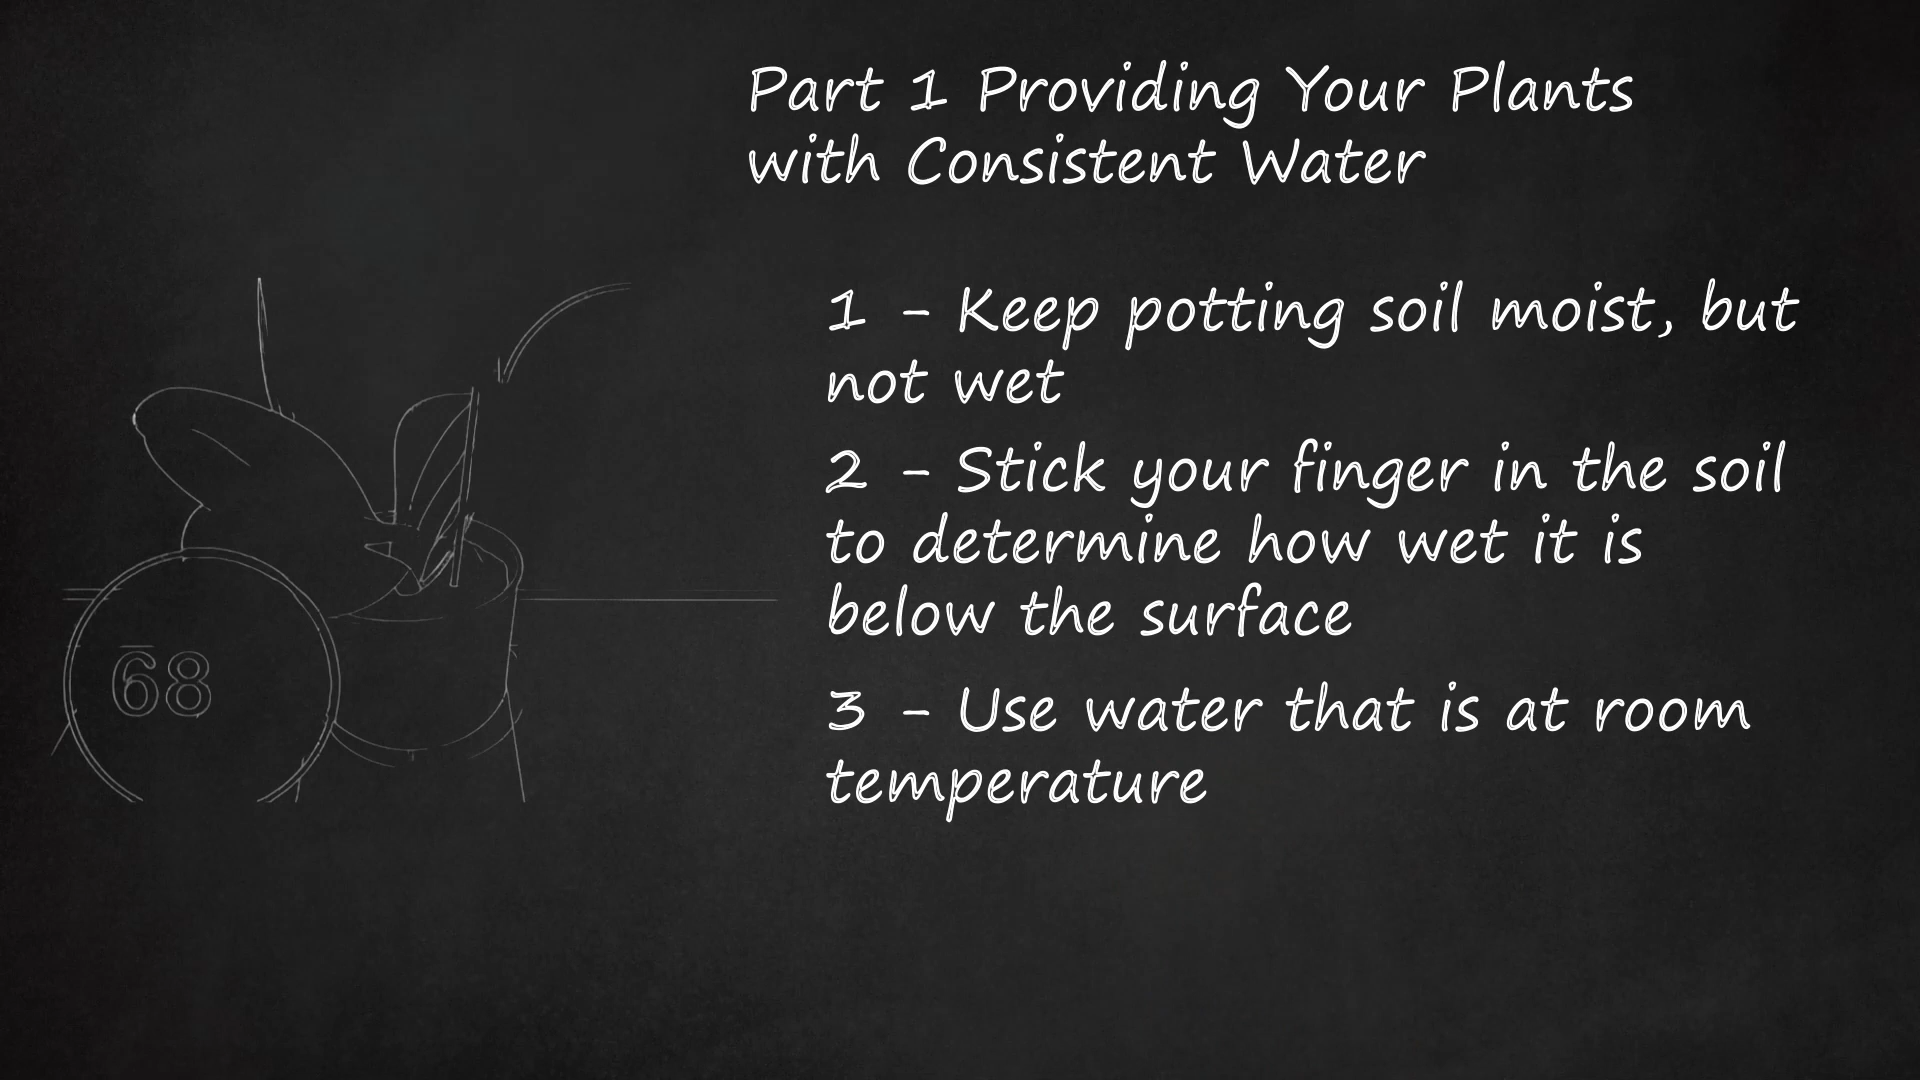 Part 1 Providing Your Plants
with Consistent Water
1 - Keep potting soil moist, but
not wet
2 - Stick your finger in the soil
to determine how wet it is
below the surface
68
3 - Use water that is at room
temperature